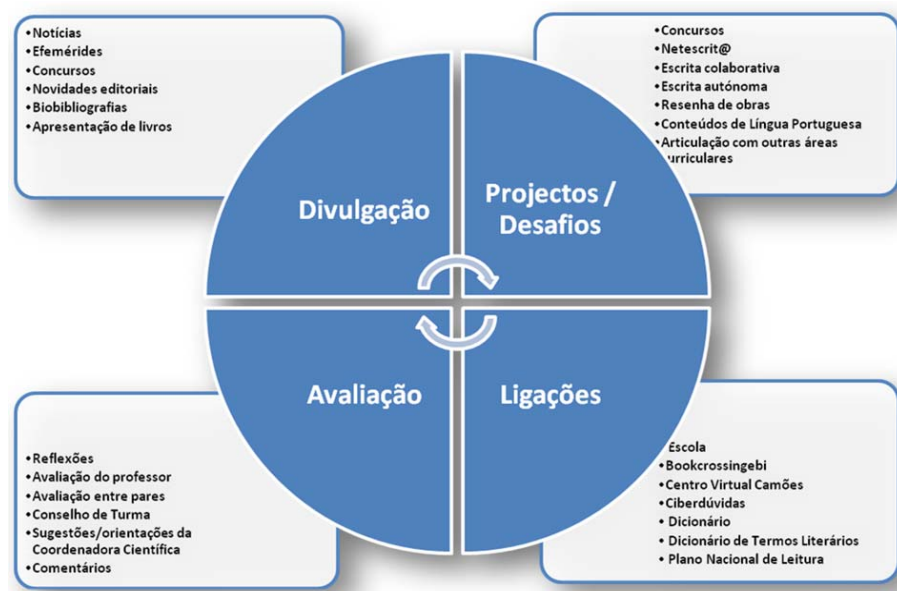 •Notícias
•Efemérides
•Concursos
•Novidades editoriais
•Biobibliografias
•Apresentação de livros
•Concursos
•Netescrit@
•Escrita colaborativa
•Escrita autónoma
•Resenha de obras
•Conteúdos de Língua Portuguesa
•Articulação com outras áreas
urriculares
Divulgação
Projectos /
Desafios
Avaliação
Ligações
•Reflexões
•Avaliação do professor
•Avaliação entre pares
•Conselho de Turma
•Sugestões/orientações da
Coordenadora Científica
•Comentários
Escola
•Bookcrossingebi
•Centro Virtual Camões
•Ciberdúvidas
• Dicionário
• Dicionário de Termos Literários
• Plano Nacional de Leitura